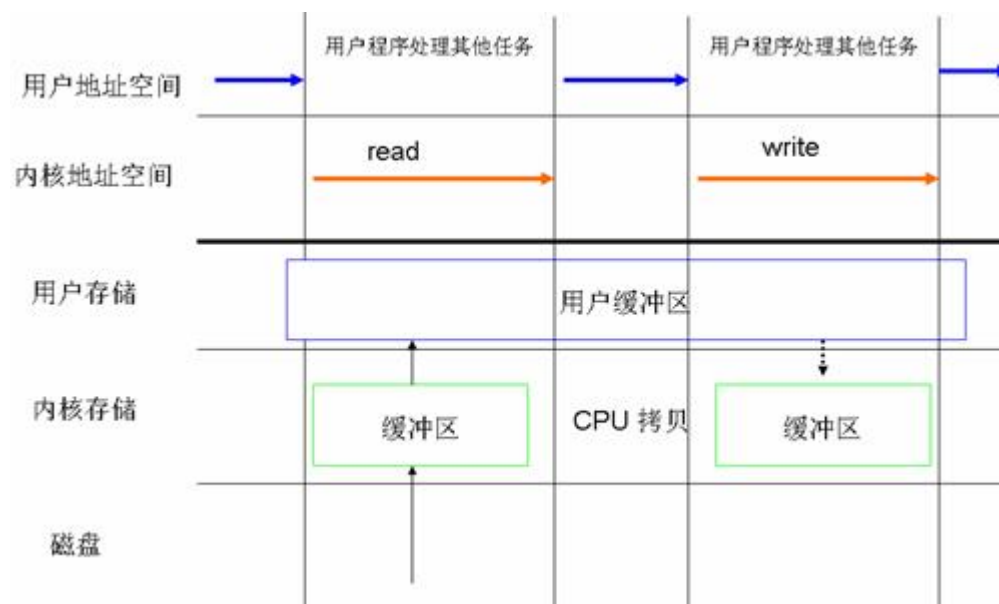 用户程序处理其他任务
用户程序处理其他任务
用户地址空间
内核地址空间
read
write
用户存储
用户缓冲区
内核存储
缓冲区
CPU 拷贝
缓冲区
磁盘